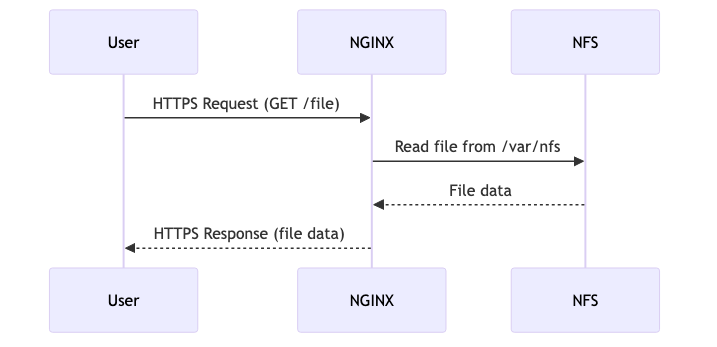 User
NGINX
NFS
HTTPS Request (GET /file)
Read file from /var/nfs
File data
HTTPS Response (file data)
User
NGINX
NFS